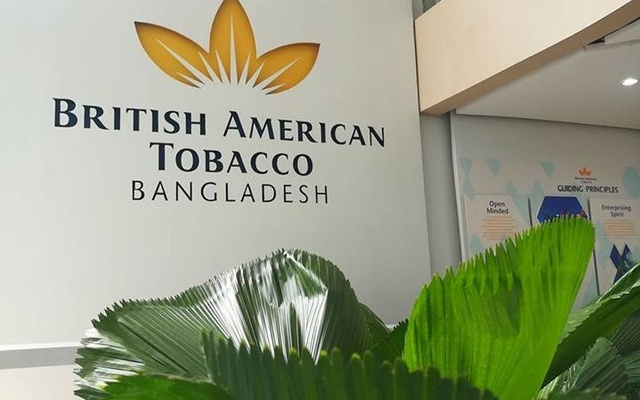 BRITISH AMERICAN
TOBACCO
BANGLADESH
GUIDING PRINCIPLES
Open
Minded
Enterprising
Spirit